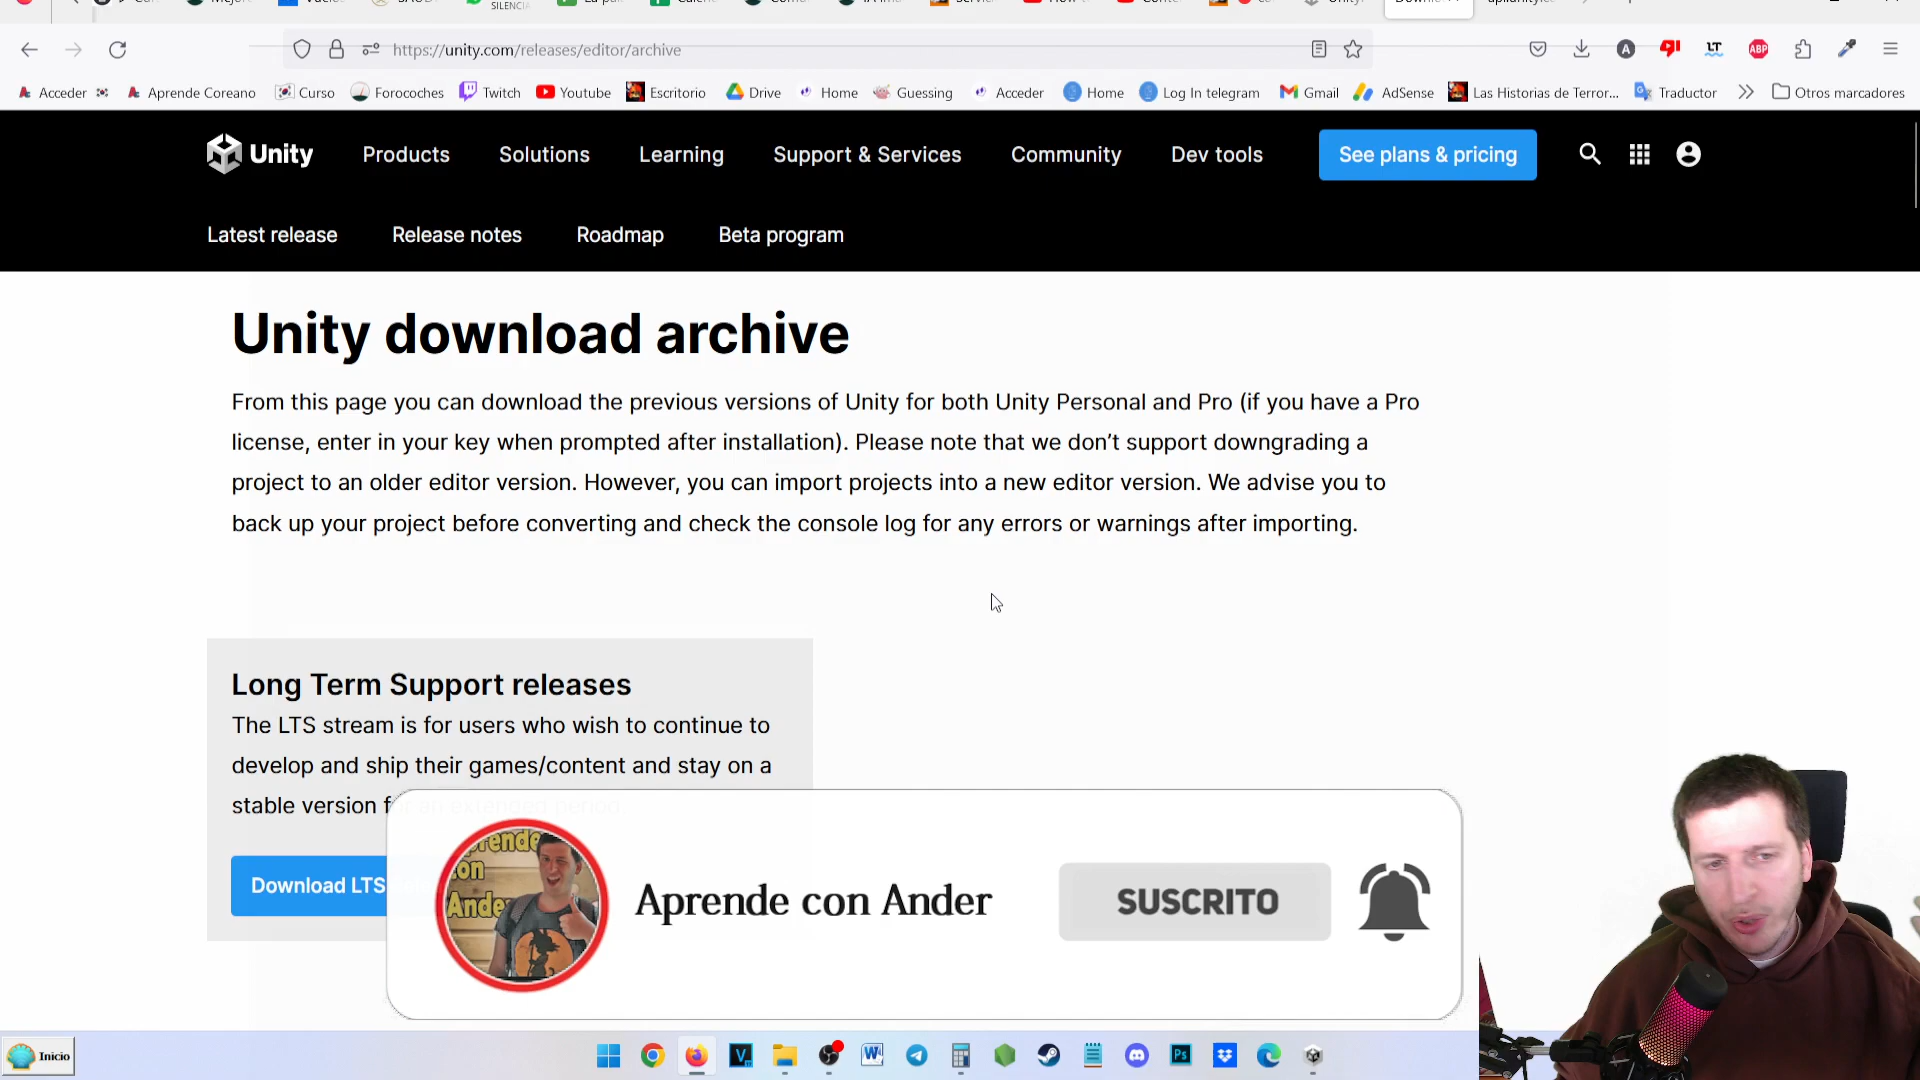 SILENCIA
https://unity.com/releases/editor/archive
LT
ABP
A
Acceder
Aprende Coreano
Curso
Forocoches
Twitch
Youtube
Escritorio
Drive
Home
Guessing
Acceder
Home
Log In telegram
Gmail
AdSense
Las Historias de Terror...
Traductor
Otros marcadores
Unity
Products
Solutions
Learning
Support & Services
Community
Dev tools
See plans & pricing
Latest release
Release notes
Roadmap
Beta program
Unity download archive
From this page you can download the previous versions of Unity for both Unity Personal and Pro (if you have a Pro
license, enter in your key when prompted after installation). Please note that we don’t support downgrading a
project to an older editor version. However, you can import projects into a new editor version. We advise you to
back up your project before converting and check the console log for any errors or warnings after importing.
Long Term Support releases
The LTS stream is for users who wish to continue to
develop and ship their games/content and stay on a
stable version for an extended period
Download LTS
Aprende con Ander
SUSCRITO
Inicio